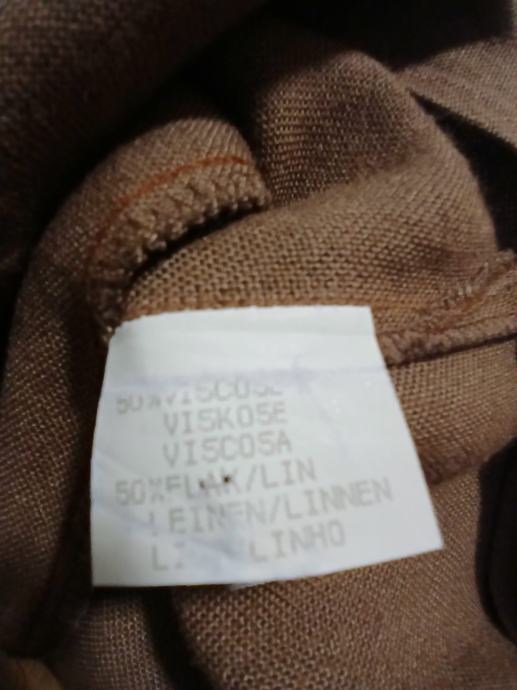 50%VISCOSE
VISKOSE
VISCOSA
50%FLAX/LIN
LEINEN/LINNEN
LINHO